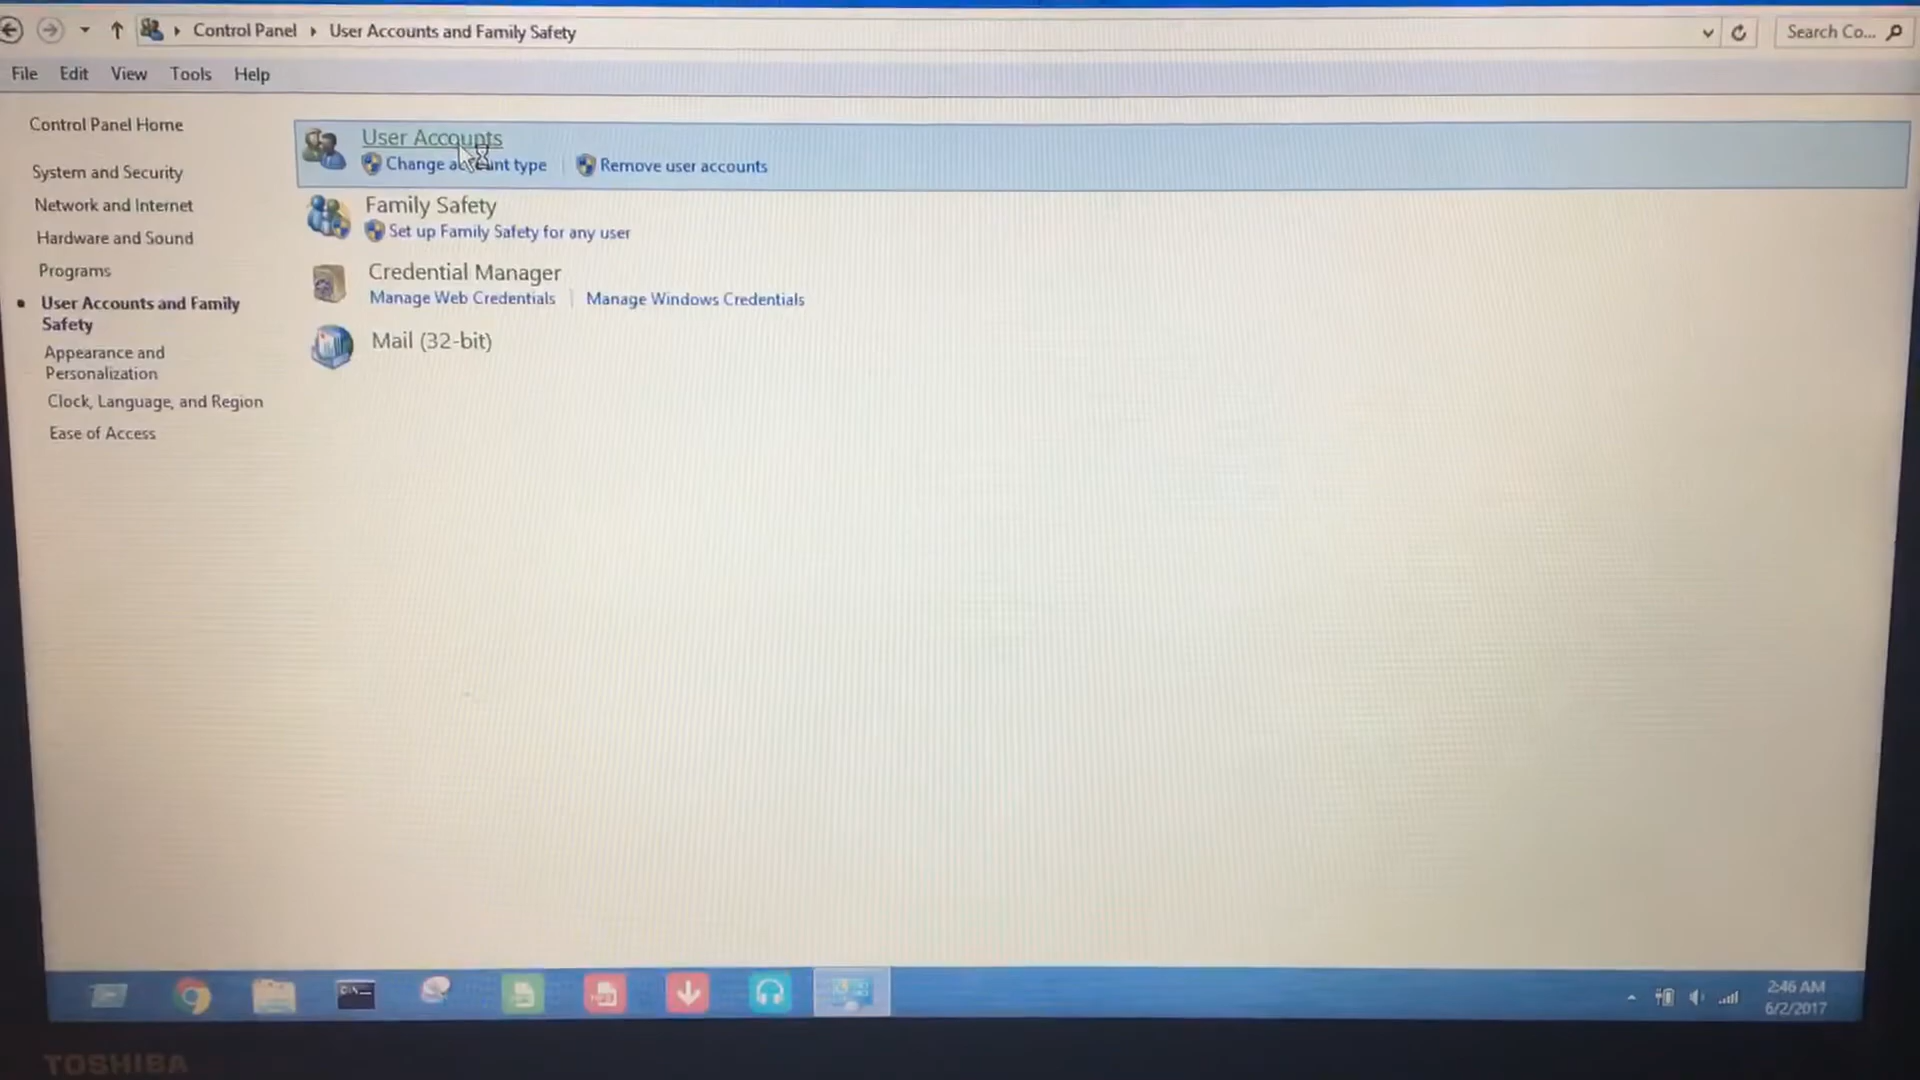 Control Panel User Accounts and Family Safety
Search Co...
File Edit View Tools Help
Control Panel Home
System and Security
Network and Internet
Hardware and Sound
Programs
User Accounts and Family
Safety
Appearance and
Personalization
Clock, Language, and Region
Ease of Access
User Accounts
Change account type Remove user accounts
Family Safety
Set up Family Safety for any user
Credential Manager
Manage Web Credentials Manage Windows Credentials
Mail (32-bit)
C:\
MP3
2:46 AM
6/2/2017
TOSHIBA